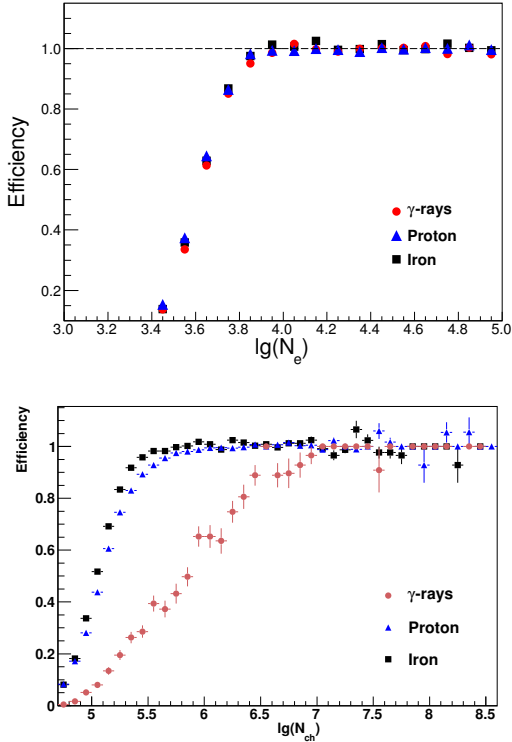 Efficiency
1.0
0.8
0.6
0.4
0.2
γ-rays
Proton
Iron
3.0 3.2 3.4 3.6 3.8 4.0 4.2 4.4 4.6 4.8 5.0
lg(N_e)
Efficiency
1
0.8
0.6
0.4
0.2
0
γ-rays
Proton
Iron
5 5.5 6 6.5 7 7.5 8 8.5
lg(N_ch)